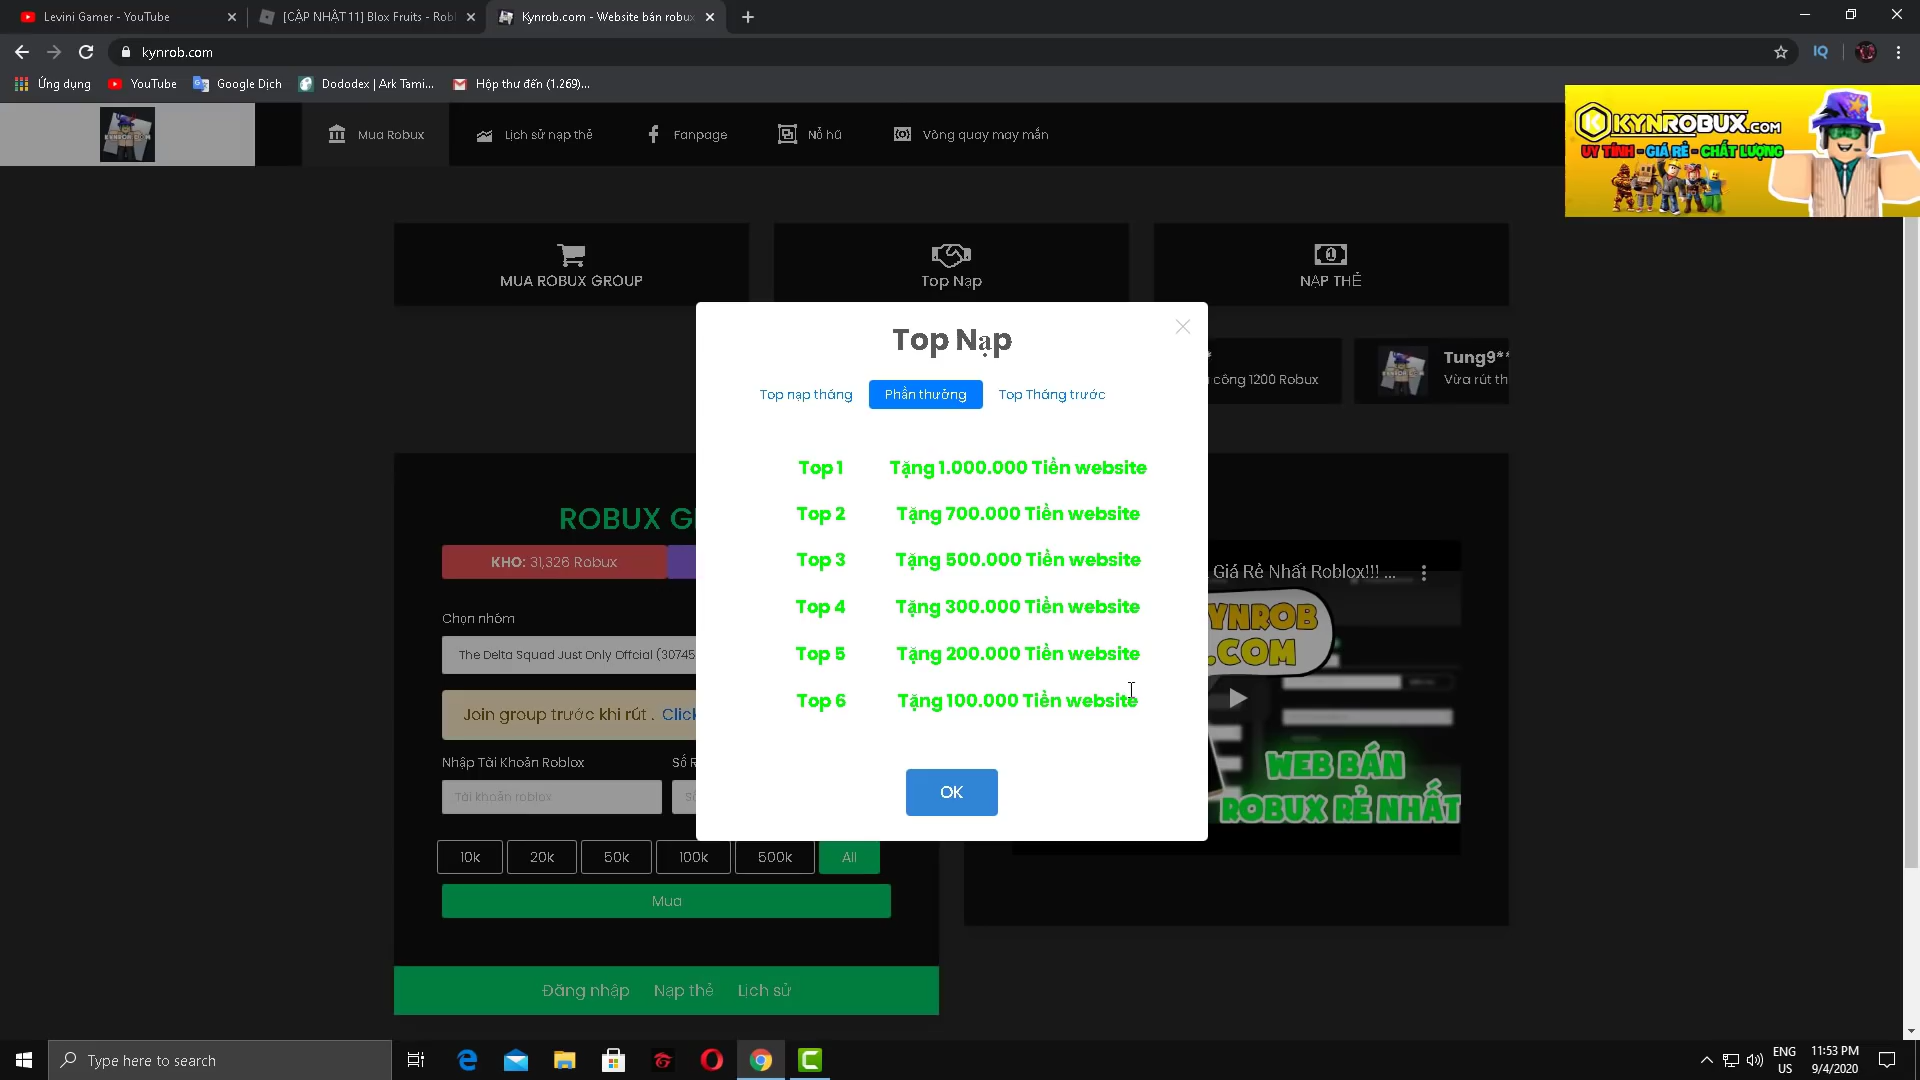 Levini Gamer - YouTube
[CẬP NHẬT 11] Blox Fruits - Robl
Kynrob.com - Website bán robux
kynrob.com
IQ
Ứng dụng
YouTube
Google Dịch
Dododex | Ark Tami...
Hộp thư đến (1.269)...
Mua Robux
Lịch sử nạp thẻ
Fanpage
Nổ hũ
Vòng quay may mắn
KYNROBUX.COM
UY TÍNH - GIÁ RẺ - CHẤT LƯỢNG
MUA ROBUX GROUP
Top Nạp
NẠP THẺ
Top Nạp
Top nạp tháng
Phần thưởng
Top Tháng trước
Top 1 Tặng 1.000.000 Tiền website
Top 2 Tặng 700.000 Tiền website
Top 3 Tặng 500.000 Tiền website
Top 4 Tặng 300.000 Tiền website
Top 5 Tặng 200.000 Tiền website
Top 6 Tặng 100.000 Tiền website
OK
công 1200 Robux
Tung9**
Vừa rút th
ROBUX G
KHO: 31,326 Robux
Chọn nhóm
The Delta Squad Just Only Offcial (30745
Join group trước khi rút . Click
Nhập Tài Khoản Roblox
Số R
Tài khoản roblox
10k
20k
50k
100k
500k
All
Mua
Đăng nhập
Nạp thẻ
Lịch sử
Giá Rẻ Nhất Roblox!!! ...
YNROB
.COM
WEB BÁN
ROBUX RẺ NHẤT
Type here to search
ENG
US
11:53 PM
9/4/2020